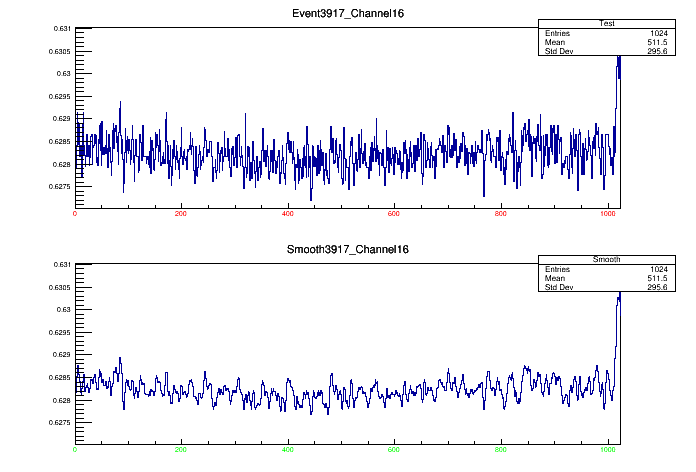 Event3917_Channel16
Test
Entries 1024
Mean 511.5
Std Dev 295.6
0.631
0.6305
0.63
0.6295
0.629
0.6285
0.628
0.6275
0 200 400 600 800 1000
Smooth3917_Channel16
Smooth
Entries 1024
Mean 511.5
Std Dev 295.6
0.631
0.6305
0.63
0.6295
0.629
0.6285
0.628
0.6275
0 200 400 600 800 1000